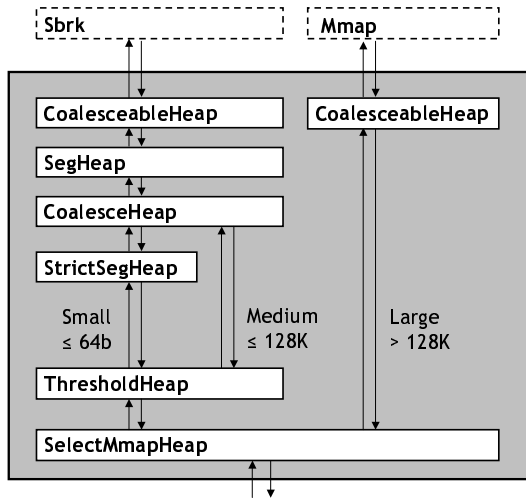 Sbrk
Mmap
CoalesceableHeap
CoalesceableHeap
SegHeap
CoalesceHeap
StrictSegHeap
Small
≤ 64b
Medium
≤ 128K
Large
> 128K
ThresholdHeap
SelectMmapHeap